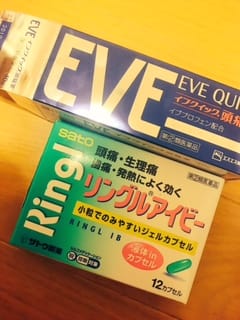 EVE
EVE QUI
イブクイック頭痛
イブプロフェン配合
指定第2類医薬品
sato
Ringl
指定第2類医薬品
頭痛・生理痛
歯痛・発熱によく効く
リングルアイビー
RINGL IB
小粒でのみやすいジェルカプセル
液体in
カプセル
サトウ製薬
12カプセル